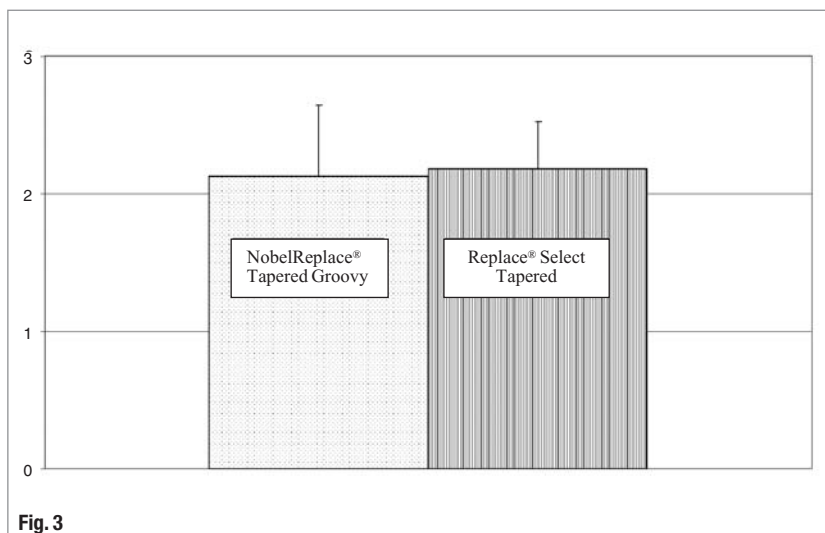 3
2
1
0
NobelReplace®
Tapered Groovy
Replace® Select
Tapered
Fig. 3